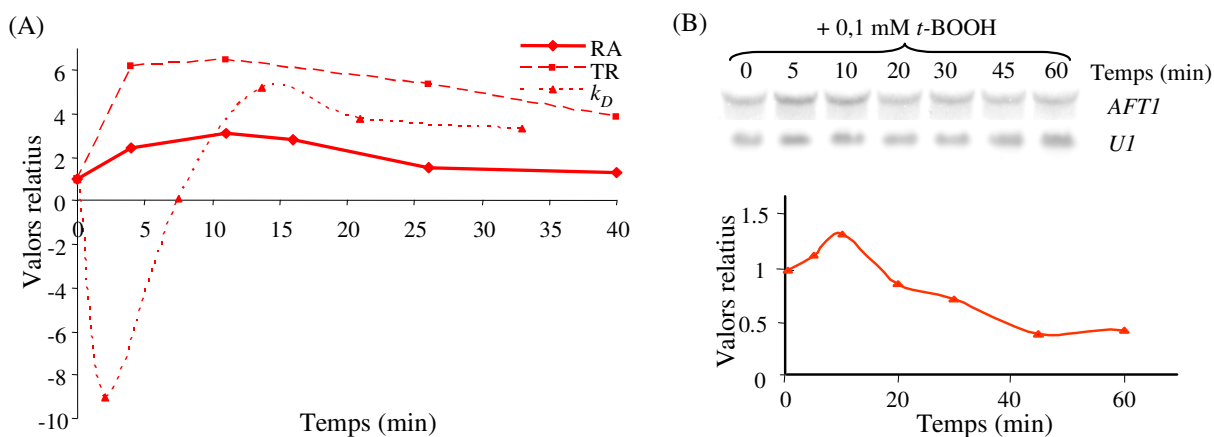 (A)
RA
TR
k_D
Valors relatius
6
4
2
0
-2
-4
-6
-8
-10
0 5 10 15 20 25 30 35 40
Temps (min)
(B)
+ 0,1 mM t-BOOH
0 5 10 20 30 45 60 Temps (min)
AFT1
U1
Valors relatius
1.5
1
0.5
0
0 20 40 60
Temps (min)